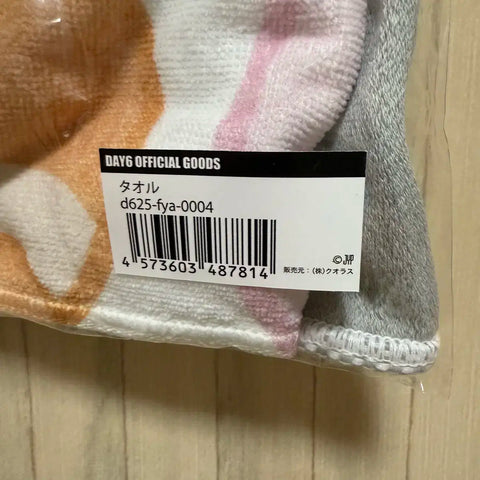 DAY6 OFFICIAL GOODS
タオル
d625-fya-0004
4 573603 487814
©JYP
販売元:(株)クオラス